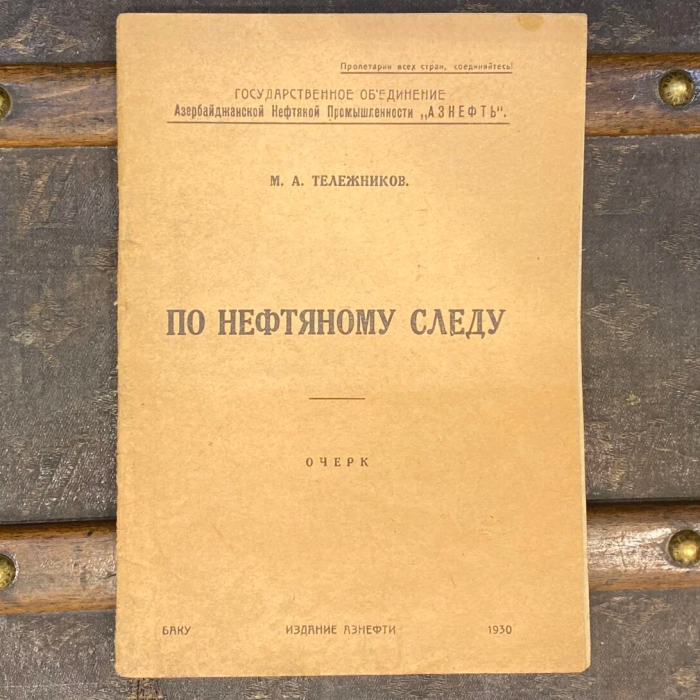 Пролетарии всех стран, соединяйтесь!
ГОСУДАРСТВЕННОЕ ОБ'ЕДИНЕНИЕ
Азербайджанской Нефтяной Промышленности „АЗНЕФТЬ".
М. А. ТЕЛЕЖНИКОВ.
ПО НЕФТЯНОМУ СЛЕДУ
ОЧЕРК
БАКУ ИЗДАНИЕ АЗНЕФТИ 1930